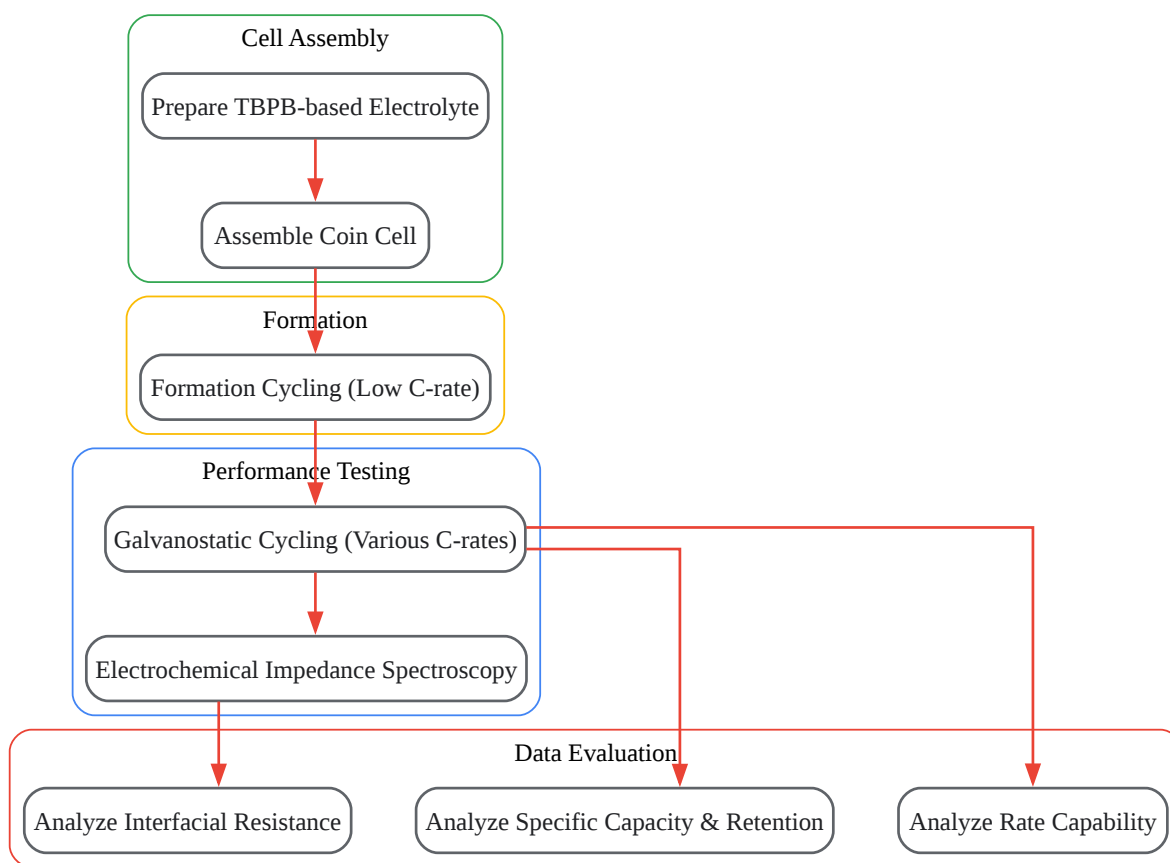 Cell Assembly
Prepare TBPB-based Electrolyte
Assemble Coin Cell
Formation
Formation Cycling (Low C-rate)
Performance Testing
Galvanostatic Cycling (Various C-rates)
Electrochemical Impedance Spectroscopy
Data Evaluation
Analyze Interfacial Resistance
Analyze Specific Capacity & Retention
Analyze Rate Capability